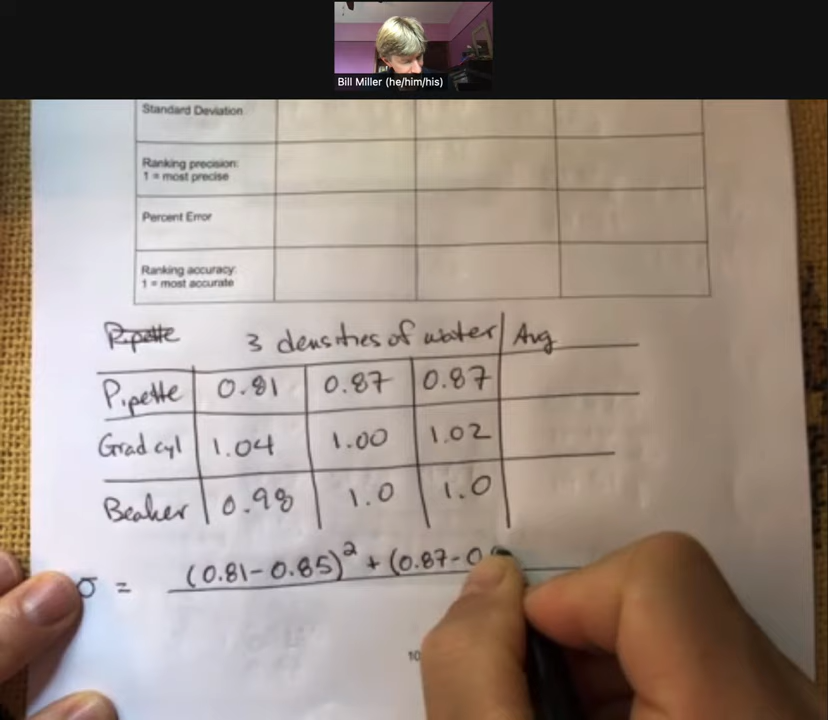 Bill Miller (he/him/his)
Standard Deviation
Ranking precision:
1 = most precise
Percent Error
Ranking accuracy:
1 = most accurate
Pipette 3 densities of water Avg
Pipette 0.81 0.87 0.87
Grad cyl 1.04 1.00 1.02
Beaker 0.98 1.0 1.0
σ = (0.81-0.85)² + (0.87-0.
10